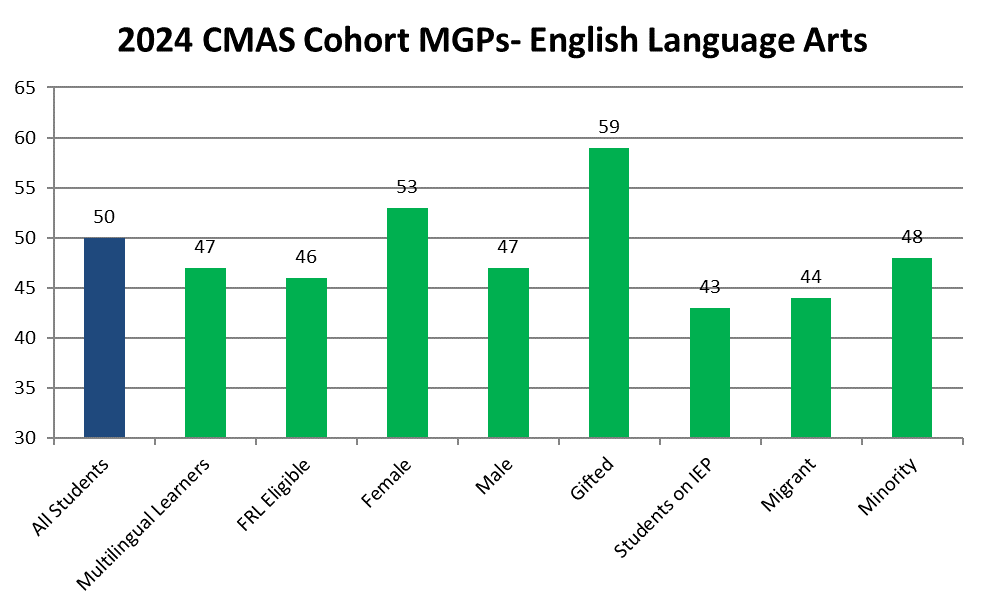 2024 CMAS Cohort MGPs- English Language Arts
65
60
55
50
45
40
35
30
50
47
46
53
47
59
43
44
48
All Students
Multilingual Learners
FRL Eligible
Female
Male
Gifted
Students on IEP
Migrant
Minority